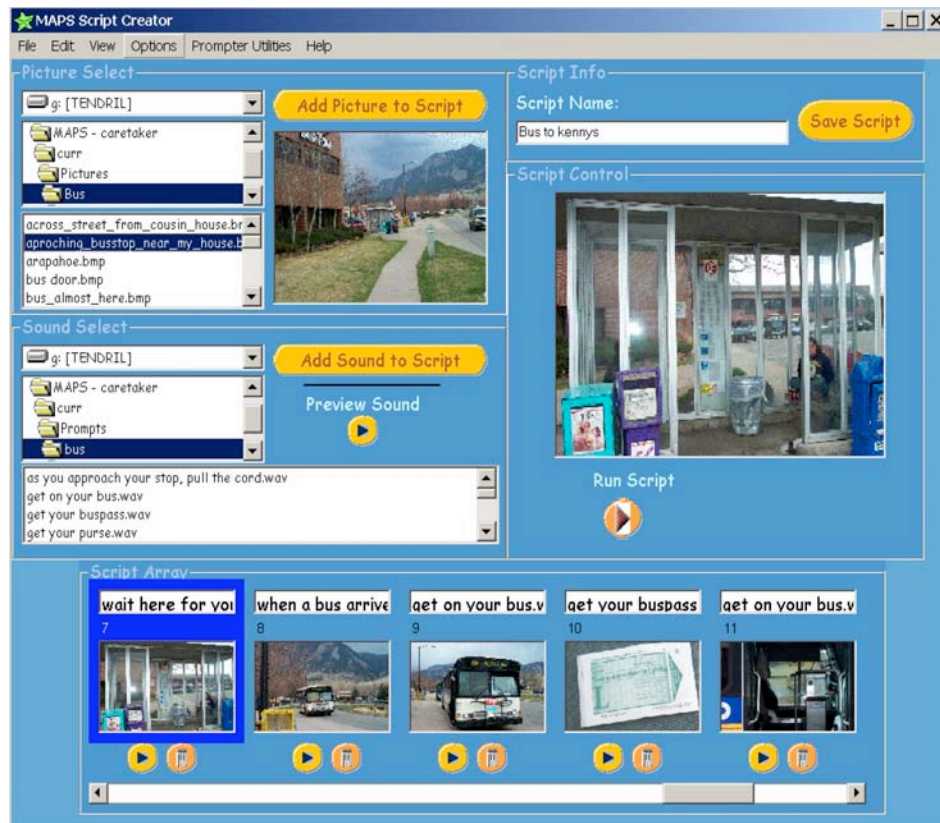 MAPS Script Creator
File Edit View Options Prompter Utilities Help
Picture Select
g: [TENDRIL]
MAPS - caretaker
curr
Pictures
Bus
Add Picture to Script
across_street_from_cousin_house.br
aproching_busstop_near_my_house.b
arapahoe.bmp
bus door.bmp
bus_almost_here.bmp
Sound Select
g: [TENDRIL]
MAPS - caretaker
curr
Prompts
bus
Add Sound to Script
Preview Sound
as you approach your stop, pull the cord.wav
get on your bus.wav
get your buspass.wav
get your purse.wav
Script Info
Script Name:
Bus to kennys
Save Script
Script Control
Run Script
Script Array
wait here for you
7
when a bus arrive
8
get on your bus.v
9
get your buspass
10
get on your bus.v
11